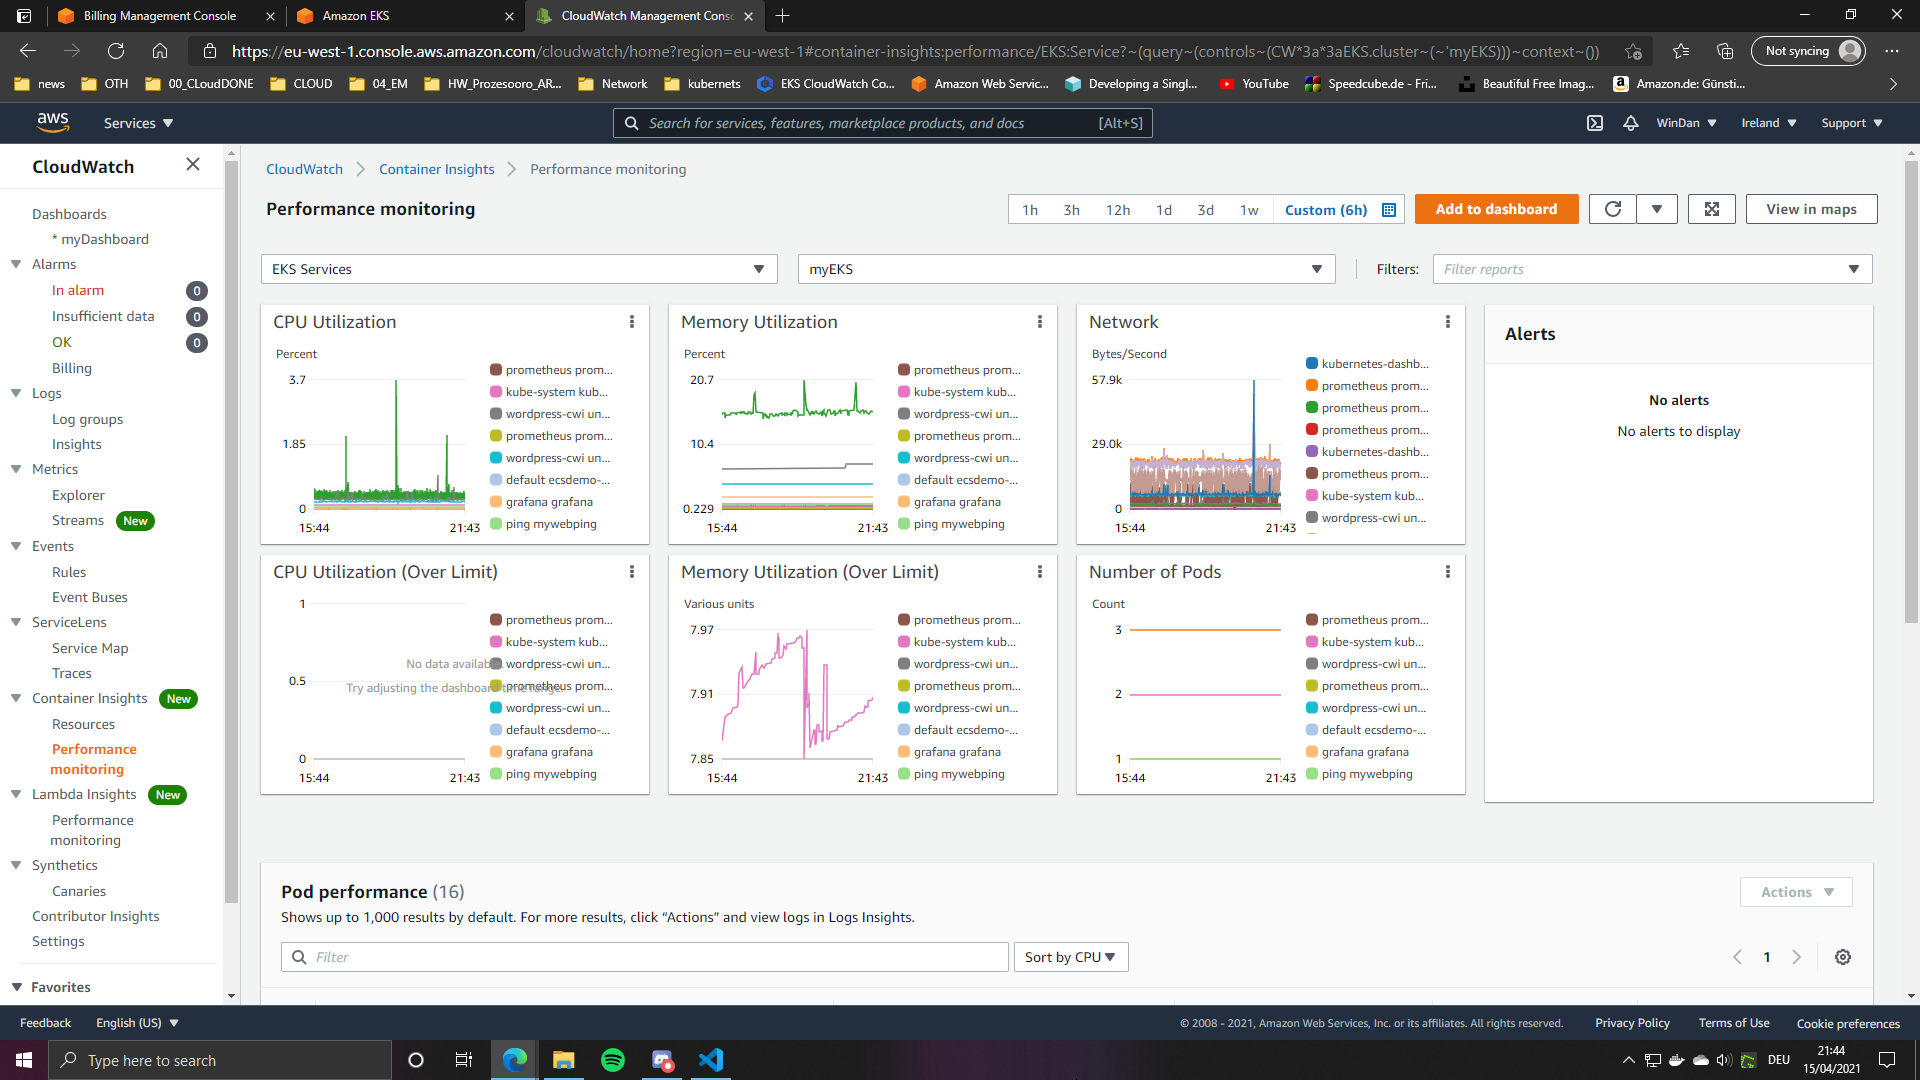 Billing Management Console
Amazon EKS
CloudWatch Management Conso
https://eu-west-1.console.aws.amazon.com/cloudwatch/home?region=eu-west-1#container-insights:performance/EKS:Service?~(query~(controls~(CW*3a*3aEKS.cluster~(~'myEKS)))~context~())
Not syncing
news
OTH
00_CLoudDONE
CLOUD
04_EM
HW_Prozesooro_AR...
Network
kubernets
EKS CloudWatch Co...
Amazon Web Servic...
Developing a Singl...
YouTube
Speedcube.de - Fri...
Beautiful Free Imag...
Amazon.de: Günsti...
aws
Services
Search for services, features, marketplace products, and docs
[Alt+S]
WinDan
Ireland
Support
CloudWatch
Dashboards
* myDashboard
Alarms
In alarm
0
Insufficient data
0
OK
0
Billing
Logs
Log groups
Insights
Metrics
Explorer
Streams
New
Events
Rules
Event Buses
ServiceLens
Service Map
Traces
Container Insights
New
Resources
Performance
monitoring
Lambda Insights
New
Performance
monitoring
Synthetics
Canaries
Contributor Insights
Settings
Favorites
CloudWatch
Container Insights
Performance monitoring
Performance monitoring
1h
3h
12h
1d
3d
1w
Custom (6h)
Add to dashboard
View in maps
EKS Services
myEKS
Filters:
Filter reports
CPU Utilization
Percent
3.7
1.85
0
15:44
21:43
prometheus prom...
kube-system kub...
wordpress-cwi un...
prometheus prom...
wordpress-cwi un...
default ecsdemo-...
grafana grafana
ping mywebping
Memory Utilization
Percent
20.7
10.4
0.229
15:44
21:43
prometheus prom...
kube-system kub...
wordpress-cwi un...
prometheus prom...
wordpress-cwi un...
default ecsdemo-...
grafana grafana
ping mywebping
Network
Bytes/Second
57.9k
29.0k
0
15:44
21:43
kubernetes-dashb...
prometheus prom...
prometheus prom...
prometheus prom...
kubernetes-dashb...
prometheus prom...
kube-system kub...
wordpress-cwi un...
Alerts
No alerts
No alerts to display
CPU Utilization (Over Limit)
1
0.5
0
15:44
21:43
No data available.
Try adjusting the dashboard time range.
prometheus prom...
kube-system kub...
wordpress-cwi un...
prometheus prom...
wordpress-cwi un...
default ecsdemo-...
grafana grafana
ping mywebping
Memory Utilization (Over Limit)
Various units
7.97
7.91
7.85
15:44
21:43
prometheus prom...
kube-system kub...
wordpress-cwi un...
prometheus prom...
wordpress-cwi un...
default ecsdemo-...
grafana grafana
ping mywebping
Number of Pods
Count
3
2
1
15:44
21:43
prometheus prom...
kube-system kub...
wordpress-cwi un...
prometheus prom...
wordpress-cwi un...
default ecsdemo-...
grafana grafana
ping mywebping
Pod performance (16)
Actions
Shows up to 1,000 results by default. For more results, click “Actions” and view logs in Logs Insights.
Filter
Sort by CPU
1
Feedback
English (US)
© 2008 - 2021, Amazon Web Services, Inc. or its affiliates. All rights reserved.
Privacy Policy
Terms of Use
Cookie preferences
Type here to search
DEU
21:44
15/04/2021